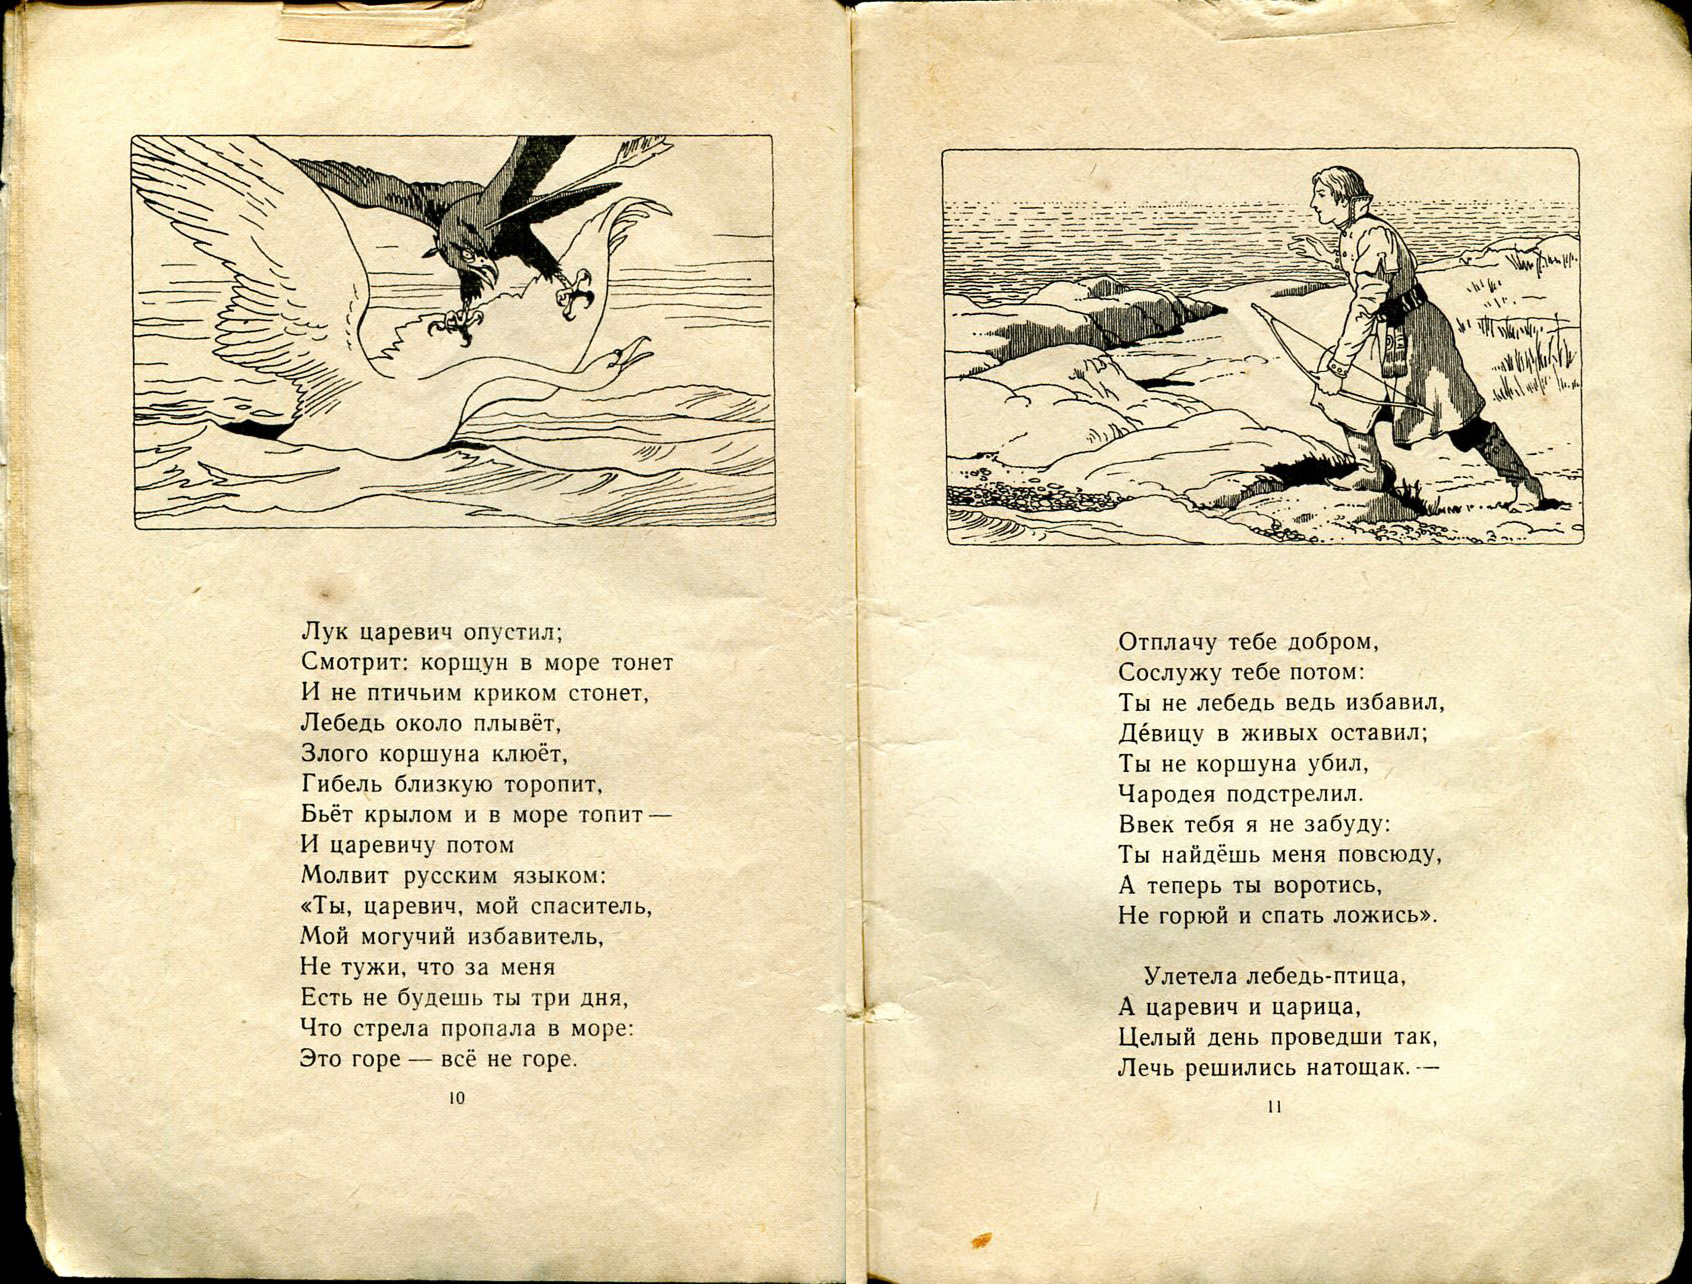 Лук царевич опустил;
Смотрит: коршун в море тонет
И не птичьим криком стонет,
Лебедь около плывёт,
Злого коршуна клюёт,
Гибель близкую торопит,
Бьёт крылом и в море топит —
И царевичу потом
Молвит русским языком:
«Ты, царевич, мой спаситель,
Мой могучий избавитель,
Не тужи, что за меня
Есть не будешь ты три дня,
Что стрела пропала в море:
Это горе — всё не горе.
10
Отплачу тебе добром,
Сослужу тебе потом:
Ты не лебедь ведь избавил,
Де́вицу в живых оставил;
Ты не коршуна убил,
Чародея подстрелил.
Ввек тебя я не забуду:
Ты найдёшь меня повсюду,
А теперь ты воротись,
Не горюй и спать ложись».
Улетела лебедь-птица,
А царевич и царица,
Целый день проведши так,
Лечь решились натощак. —
11